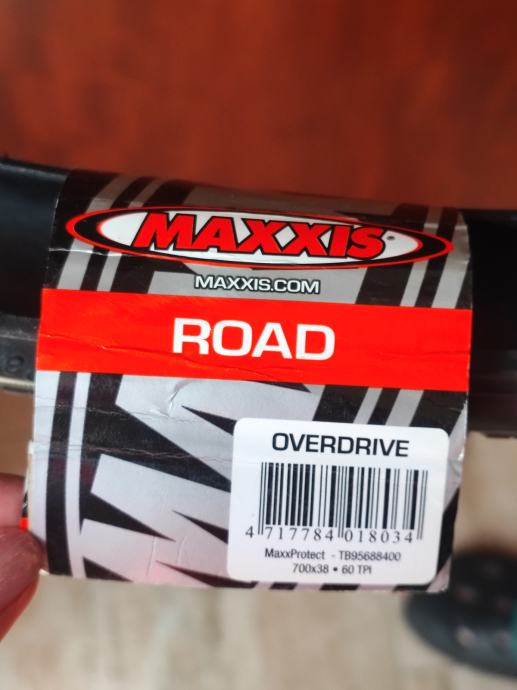 MAXXIS®
MAXXIS.COM
ROAD
OVERDRIVE
4 717784 018034
MaxxProtect - TB95688400
700x38 • 60 TPI